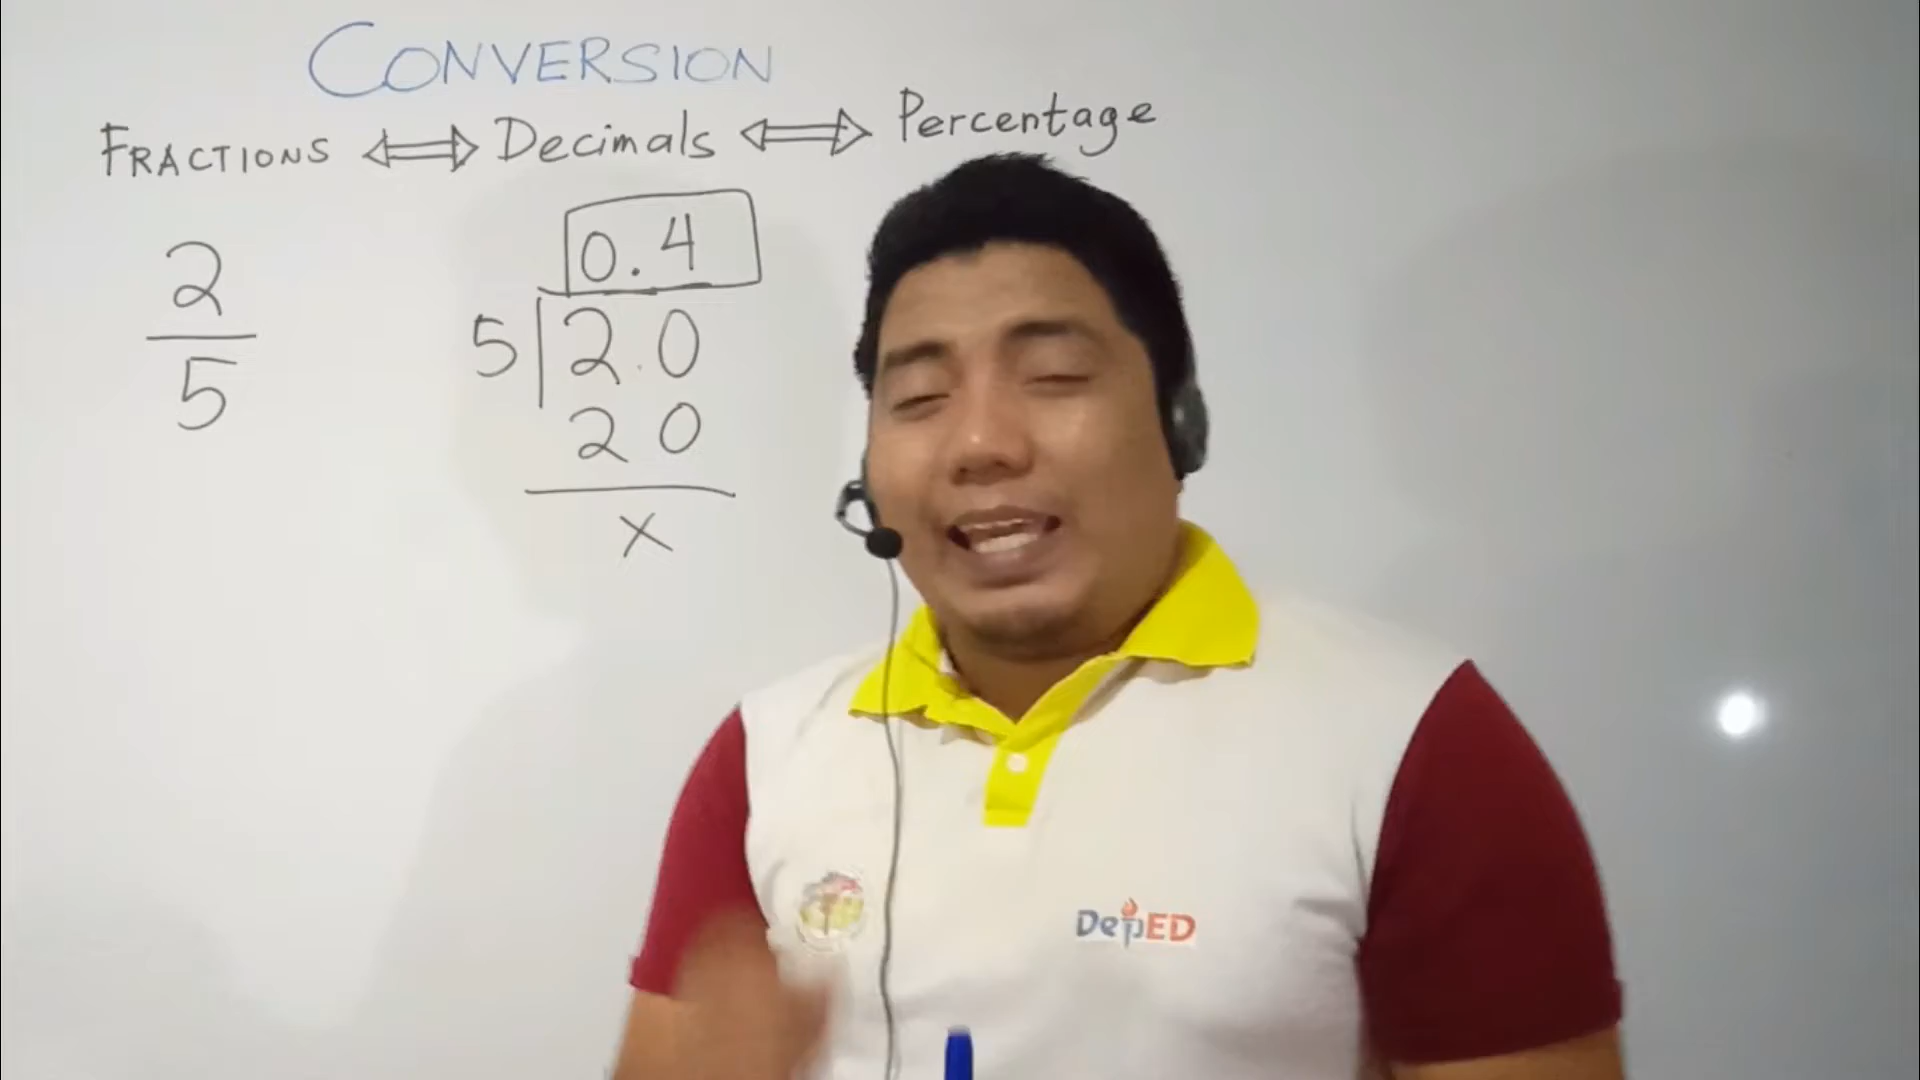 CONVERSION
FRACTIONS ⟺ Decimals ⟺ Percentage
0.4
2
5
5 2.0
20
x
DepED